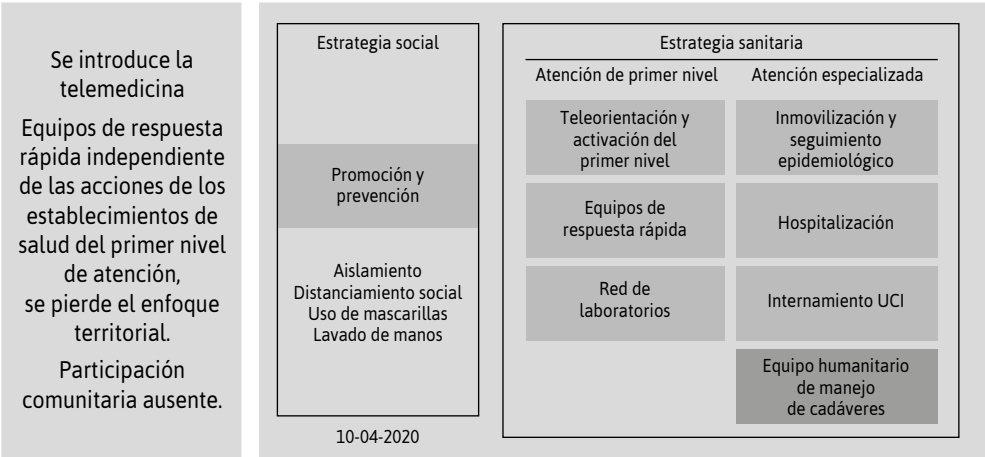 Se introduce la
telemedicina
Equipos de respuesta
rápida independiente
de las acciones de los
establecimientos de
salud del primer nivel
de atención,
se pierde el enfoque
territorial.
Participación
comunitaria ausente.
Estrategia social
Promoción y
prevención
Aislamiento
Distanciamiento social
Uso de mascarillas
Lavado de manos
10-04-2020
Estrategia sanitaria
Atención de primer nivel
Teleorientación y
activación del
primer nivel
Equipos de
respuesta rápida
Red de
laboratorios
Atención especializada
Inmovilización y
seguimiento
epidemiológico
Hospitalización
Internamiento UCI
Equipo humanitario
de manejo
de cadáveres